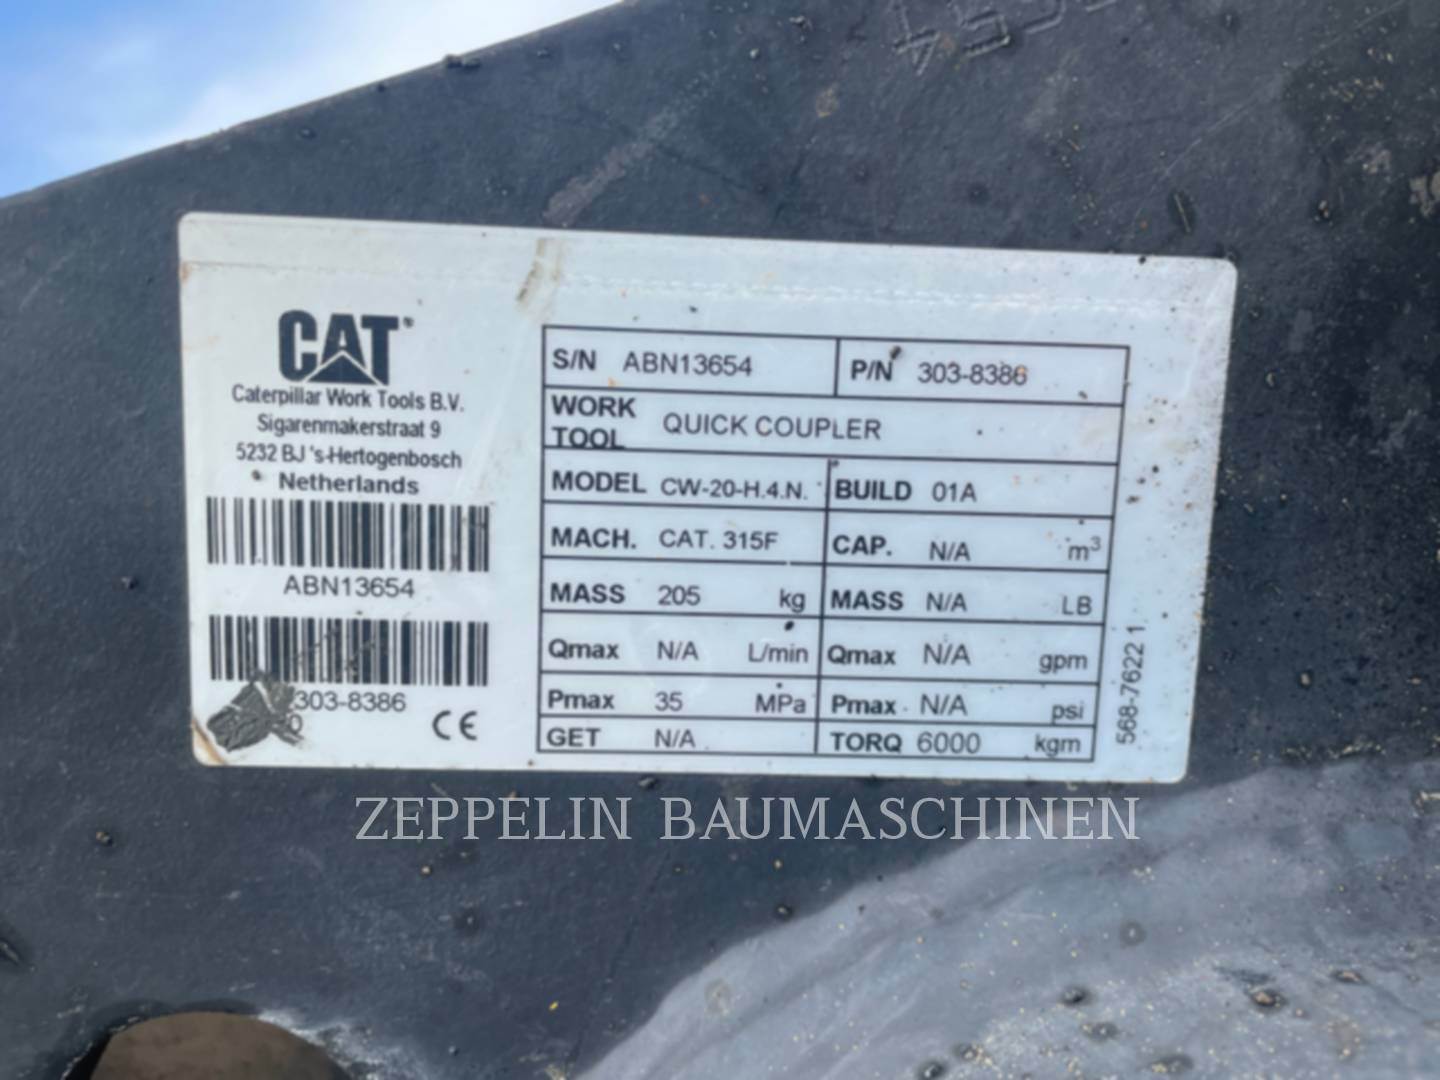 CAT
Caterpillar Work Tools B.V.
Sigarenmakerstraat 9
5232 BJ 's-Hertogenbosch
Netherlands
ABN13654
303-8386
CE
S/N ABN13654 P/N 303-8386
WORK TOOL QUICK COUPLER
MODEL CW-20-H.4.N. BUILD 01A
MACH. CAT. 315F CAP. N/A m³
MASS 205 kg MASS N/A LB
Qmax N/A L/min Qmax N/A gpm
Pmax 35 MPa Pmax N/A psi
GET N/A TORQ 6000 kgm
568-7622 1
ZEPPELIN BAUMASCHINEN